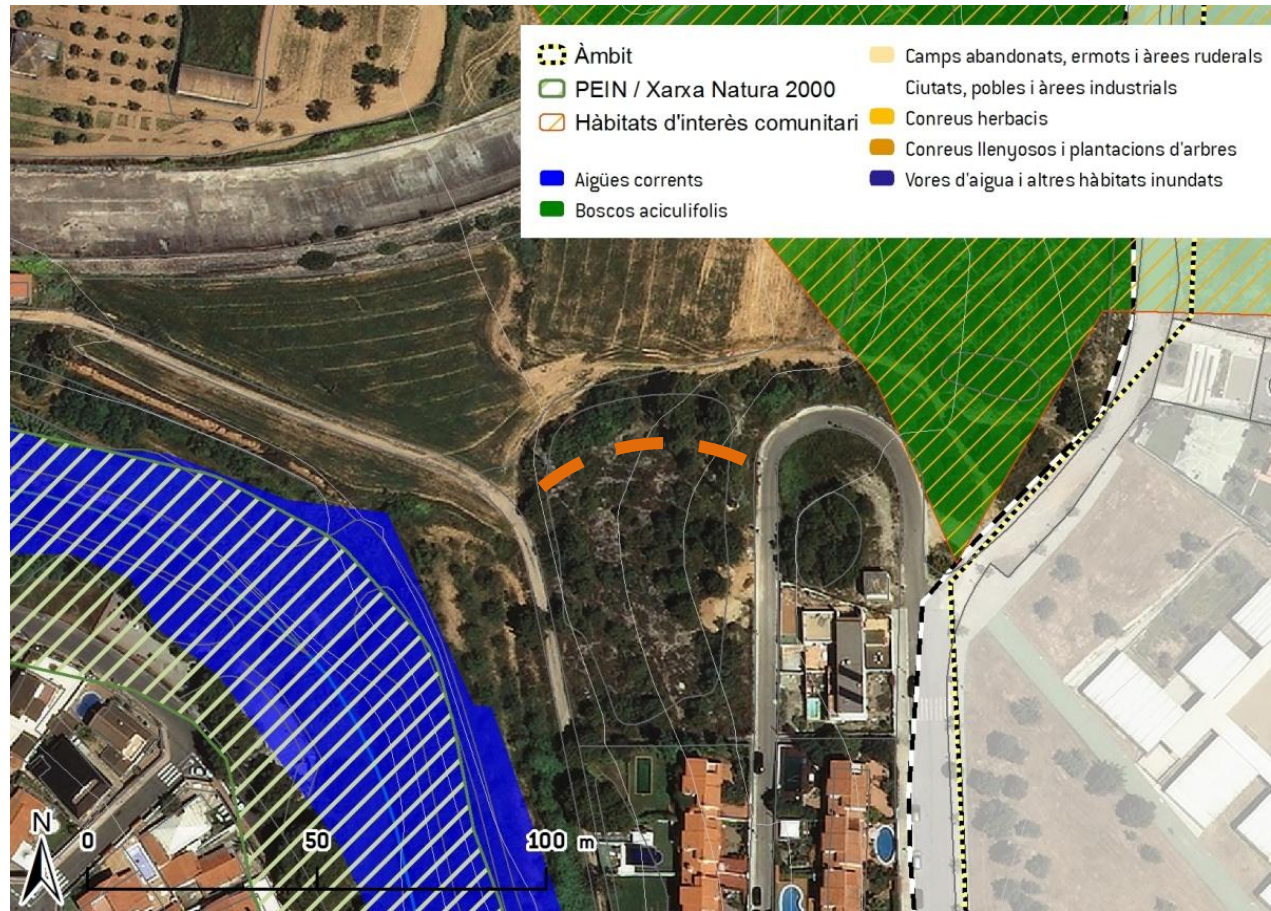 Àmbit
PEIN / Xarxa Natura 2000
Hàbitats d'interès comunitari
Aigües corrents
Boscos aciculifolis
Camps abandonats, ermots i àrees ruderals
Ciutats, pobles i àrees industrials
Conreus herbacis
Conreus llenyosos i plantacions d'arbres
Vores d'aigua i altres hàbitats inundats
N
0 50 100 m